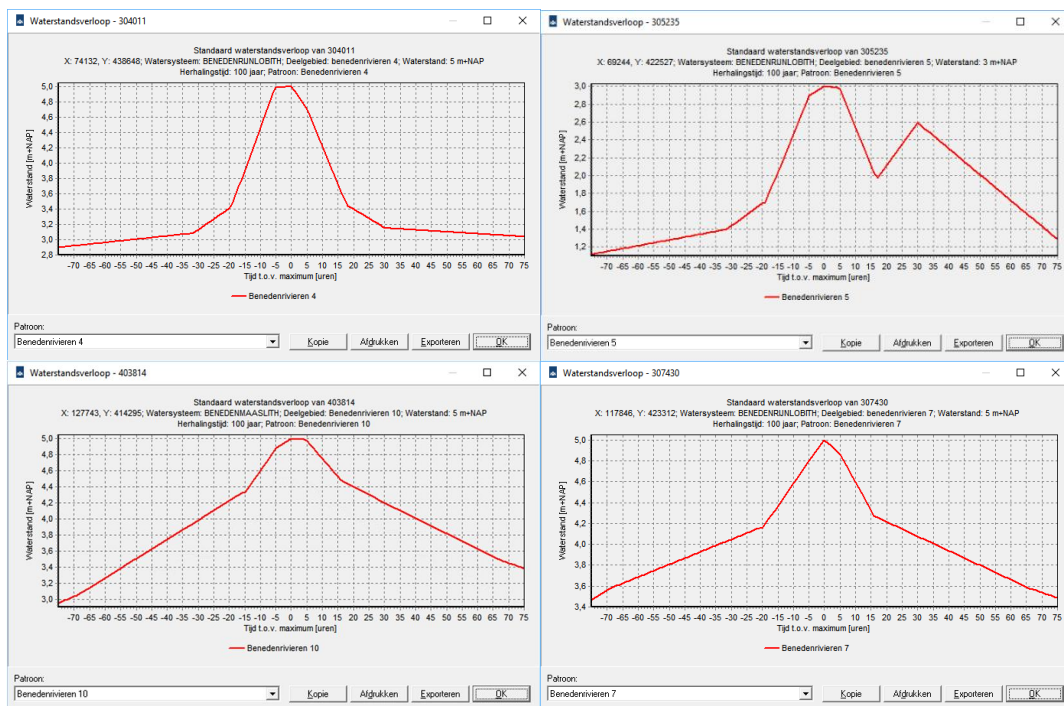 Waterstandsverloop - 304011
Standaard waterstandsverloop van 304011
X: 74132, Y: 438648; Watersysteem: BENEDENRIJNLOBITH; Deelgebied: benedenrivieren 4; Waterstand: 5 m+NAP
Herhalingstijd: 100 jaar; Patroon: Benedenrivieren 4
Waterstand [m+NAP]
5,0
4,8
4,6
4,4
4,2
4,0
3,8
3,6
3,4
3,2
3,0
2,8
-70 -65 -60 -55 -50 -45 -40 -35 -30 -25 -20 -15 -10 -5 0 5 10 15 20 25 30 35 40 45 50 55 60 65 70 75
Tijd t.o.v. maximum [uren]
Benedenrivieren 4
Patroon:
Benedenrivieren 4
Kopie
Afdrukken
Exporteren
OK
Waterstandsverloop - 305235
Standaard waterstandsverloop van 305235
X: 69244, Y: 422527; Watersysteem: BENEDENRIJNLOBITH; Deelgebied: benedenrivieren 5; Waterstand: 3 m+NAP
Herhalingstijd: 100 jaar; Patroon: Benedenrivieren 5
Waterstand [m+NAP]
3,0
2,6
2,2
1,8
1,4
1,2
-70 -65 -60 -55 -50 -45 -40 -35 -30 -25 -20 -15 -10 -5 0 5 10 15 20 25 30 35 40 45 50 55 60 65 70 75
Tijd t.o.v. maximum [uren]
Benedenrivieren 5
Patroon:
Benedenrivieren 5
Kopie
Afdrukken
Exporteren
OK
Waterstandsverloop - 403814
Standaard waterstandsverloop van 403814
X: 127743, Y: 414295; Watersysteem: BENEDENMAASLITH; Deelgebied: Benedenrivieren 10; Waterstand: 5 m+NAP
Herhalingstijd: 100 jaar; Patroon: Benedenrivieren 10
Waterstand [m+NAP]
5,0
4,8
4,6
4,4
4,2
4,0
3,8
3,6
3,4
3,2
3,0
-70 -65 -60 -55 -50 -45 -40 -35 -30 -25 -20 -15 -10 -5 0 5 10 15 20 25 30 35 40 45 50 55 60 65 70 75
Tijd t.o.v. maximum [uren]
Benedenrivieren 10
Patroon:
Benedenrivieren 10
Kopie
Afdrukken
Exporteren
OK
Waterstandsverloop - 307430
Standaard waterstandsverloop van 307430
X: 117846, Y: 423312; Watersysteem: BENEDENRIJNLOBITH; Deelgebied: benedenrivieren 7; Waterstand: 5 m+NAP
Herhalingstijd: 100 jaar; Patroon: Benedenrivieren 7
Waterstand [m+NAP]
5,0
4,8
4,6
4,4
4,2
4,0
3,8
3,6
3,4
-70 -65 -60 -55 -50 -45 -40 -35 -30 -25 -20 -15 -10 -5 0 5 10 15 20 25 30 35 40 45 50 55 60 65 70 75
Tijd t.o.v. maximum [uren]
Benedenrivieren 7
Patroon:
Benedenrivieren 7
Kopie
Afdrukken
Exporteren
OK